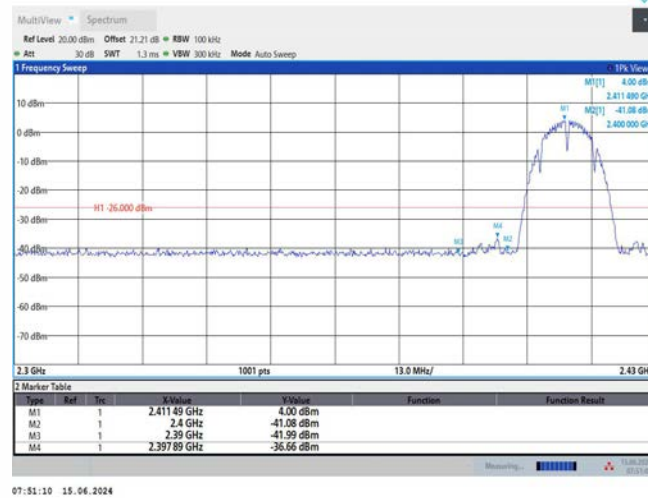 MultiView Spectrum
Ref Level 20.00 dBm Offset 21.21 dB RBW 100 kHz
Att 30 dB SWT 1.3 ms VBW 300 kHz Mode Auto Sweep
1 Frequency Sweep 1Pk View
M1[1] 4.00 dB
2.411 490 G
M2[1] -41.08 dB
2.400 000 G
10 dBm
M1
0 dBm
-10 dBm
-20 dBm
H1 -26.000 dBm
-30 dBm
M4
M3 M2
-40 dBm
-50 dBm
-60 dBm
-70 dBm
2.3 GHz 1001 pts 13.0 MHz/ 2.43 GH
2 Marker Table
Type Ref Trc X-Value Y-Value Function Function Result
M1 1 2.411 49 GHz 4.00 dBm
M2 1 2.4 GHz -41.08 dBm
M3 1 2.39 GHz -41.99 dBm
M4 1 2.397 89 GHz -36.66 dBm
Measuring...
07:51:10 15.06.2024